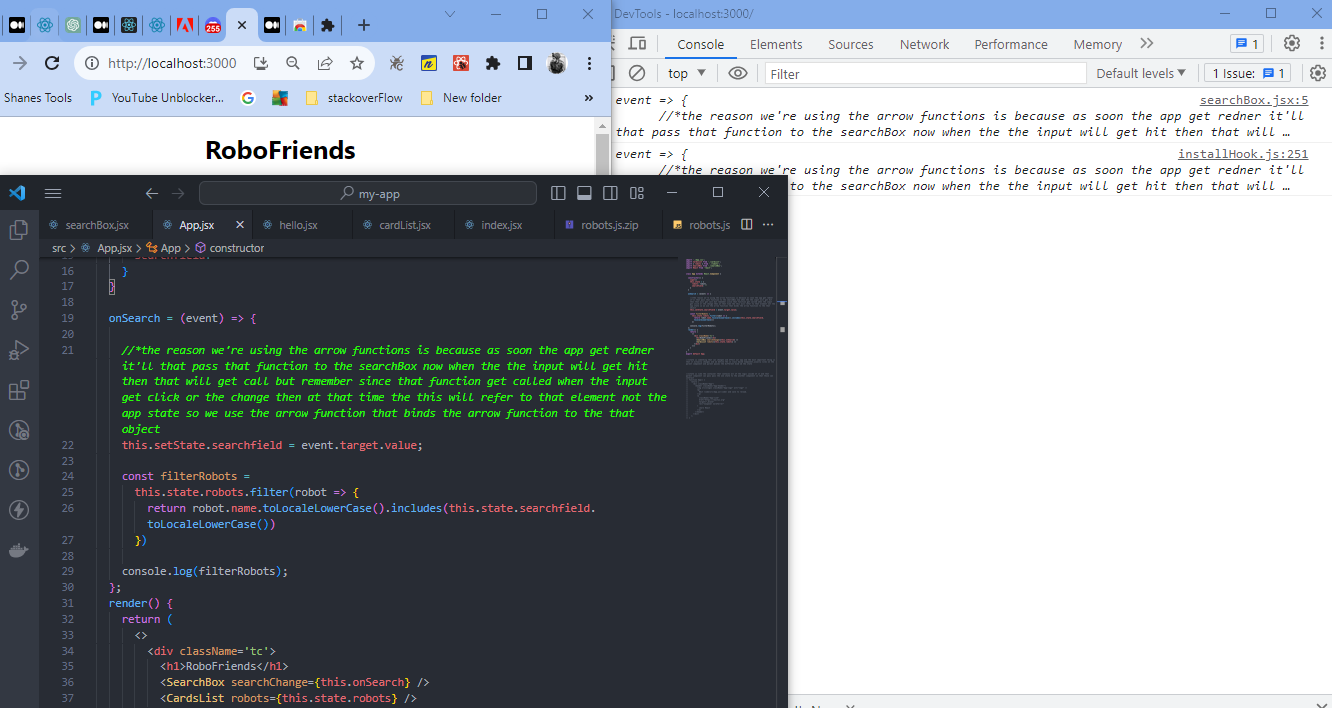 255
DevTools - localhost:3000/
http://localhost:3000
Shanes Tools
YouTube Unblocker...
stackoverFlow
New folder
»
RoboFriends
Console
Elements
Sources
Network
Performance
Memory
1
top
Filter
Default levels
1 Issue:
1
event => {
searchBox.jsx:5
//*the reason we're using the arrow functions is because as soon the app get redner it'll
that pass that function to the searchBox now when the the input will get hit then that will …
event => {
installHook.js:251
//*the reason we're using the arrow functions is because as soon the app get redner it'll
to the searchBox now when the the input will get hit then that will …
my-app
searchBox.jsx
App.jsx
hello.jsx
cardList.jsx
index.jsx
robots.js.zip
robots.js
src > App.jsx > App > constructor
16 }
17 }
18
19 onSearch = (event) => {
20
21 //*the reason we're using the arrow functions is because as soon the app get redner
it'll that pass that function to the searchBox now when the the input will get hit
then that will get call but remember since that function get called when the input
get click or the change then at that time the this will refer to that element not the
app state so we use the arrow function that binds the arrow function to the that
object
22 this.setState.searchfield = event.target.value;
23
24 const filterRobots =
25 this.state.robots.filter(robot => {
26 return robot.name.toLocaleLowerCase().includes(this.state.searchfield.
toLocaleLowerCase())
27 })
28
29 console.log(filterRobots);
30 };
31 render() {
32 return (
33 <>
34 <div className='tc'>
35 <h1>RoboFriends</h1>
36 <SearchBox searchChange={this.onSearch} />
37 <CardsList robots={this.state.robots} />